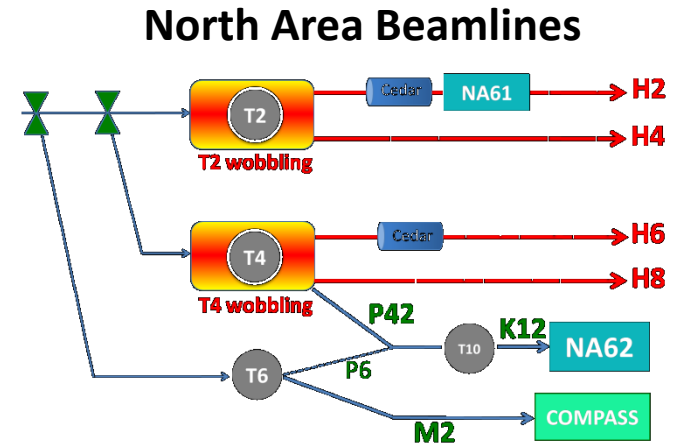 North Area Beamlines
T2
Cedar
NA61
H2
H4
T2 wobbling
T4
Cedar
H6
H8
T4 wobbling
P42
K12
T10
NA62
P6
T6
M2
COMPASS